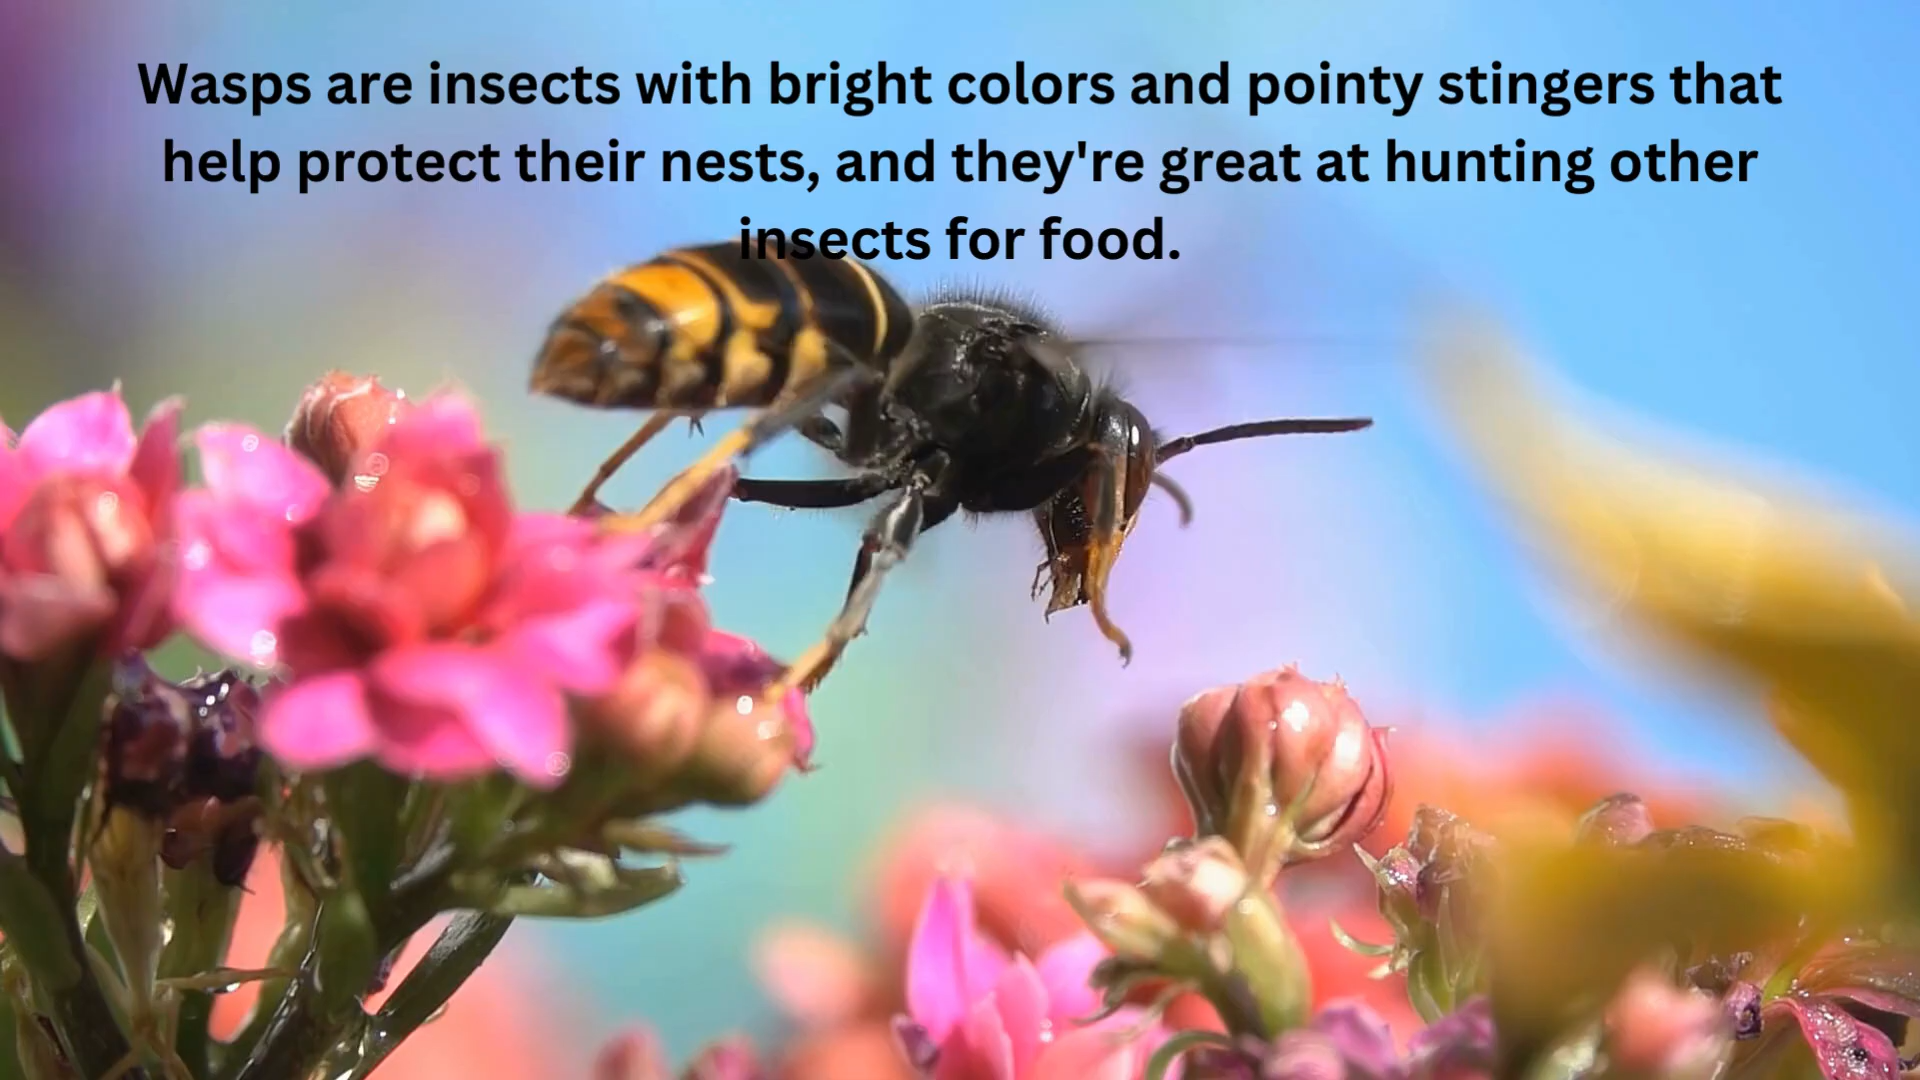 Wasps are insects with bright colors and pointy stingers that
help protect their nests, and they're great at hunting other
insects for food.